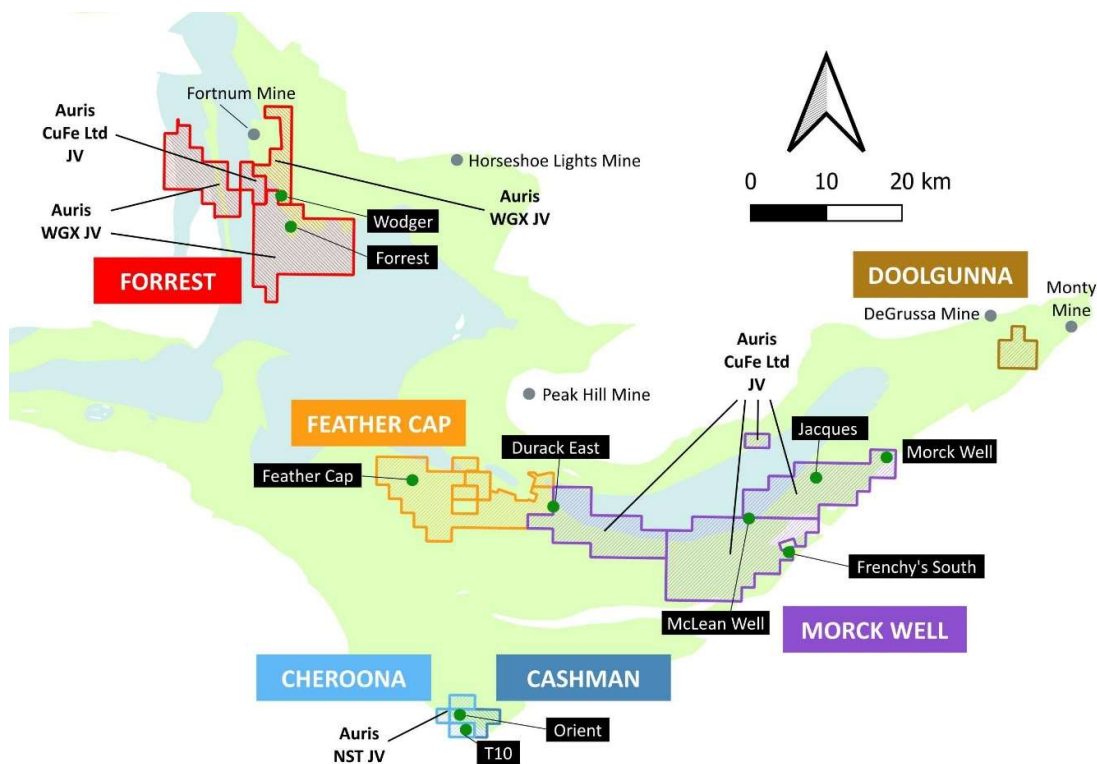 Fortnum Mine
Auris
CuFe Ltd
JV
Horseshoe Lights Mine
Auris
WGX JV
Auris
WGX JV
Wodger
Forrest
FORREST
0 10 20 km
DOOLGUNNA
Monty
Mine
DeGrussa Mine
Auris
CuFe Ltd
JV
Peak Hill Mine
FEATHER CAP
Durack East
Jacques
Morck Well
Feather Cap
Frenchy's South
McLean Well
MORCK WELL
CHEROONA
CASHMAN
Auris
NST JV
Orient
T10